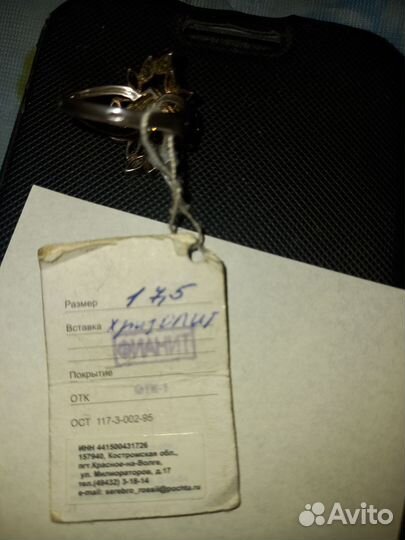 Размер 17,5
Вставка хризолит
ФИАНИТ
Покрытие
ОТК ОТК-1
ОСТ 117-3-002-95
ИНН 441500431726
157940, Костромская обл.,
пгт.Красное-на-Волге,
ул. Мелиораторов, д.17
тел.(49432) 3-18-14
e-mail: serebro_rossii@pochta.ru
Avito